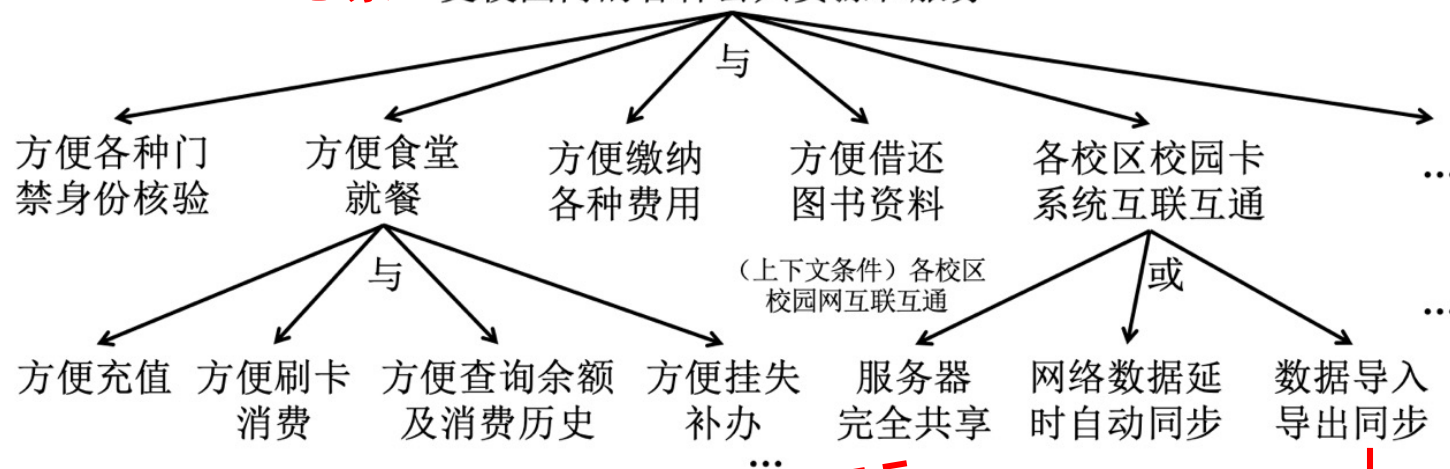 与
方便各种门
禁身份核验
方便食堂
就餐
方便缴纳
各种费用
方便借还
图书资料
各校区校园卡
系统互联互通
...
与
（上下文条件）各校区
校园网互联互通
或
...
方便充值
方便刷卡
消费
方便查询余额
及消费历史
方便挂失
补办
服务器
完全共享
网络数据延
时自动同步
数据导入
导出同步
...